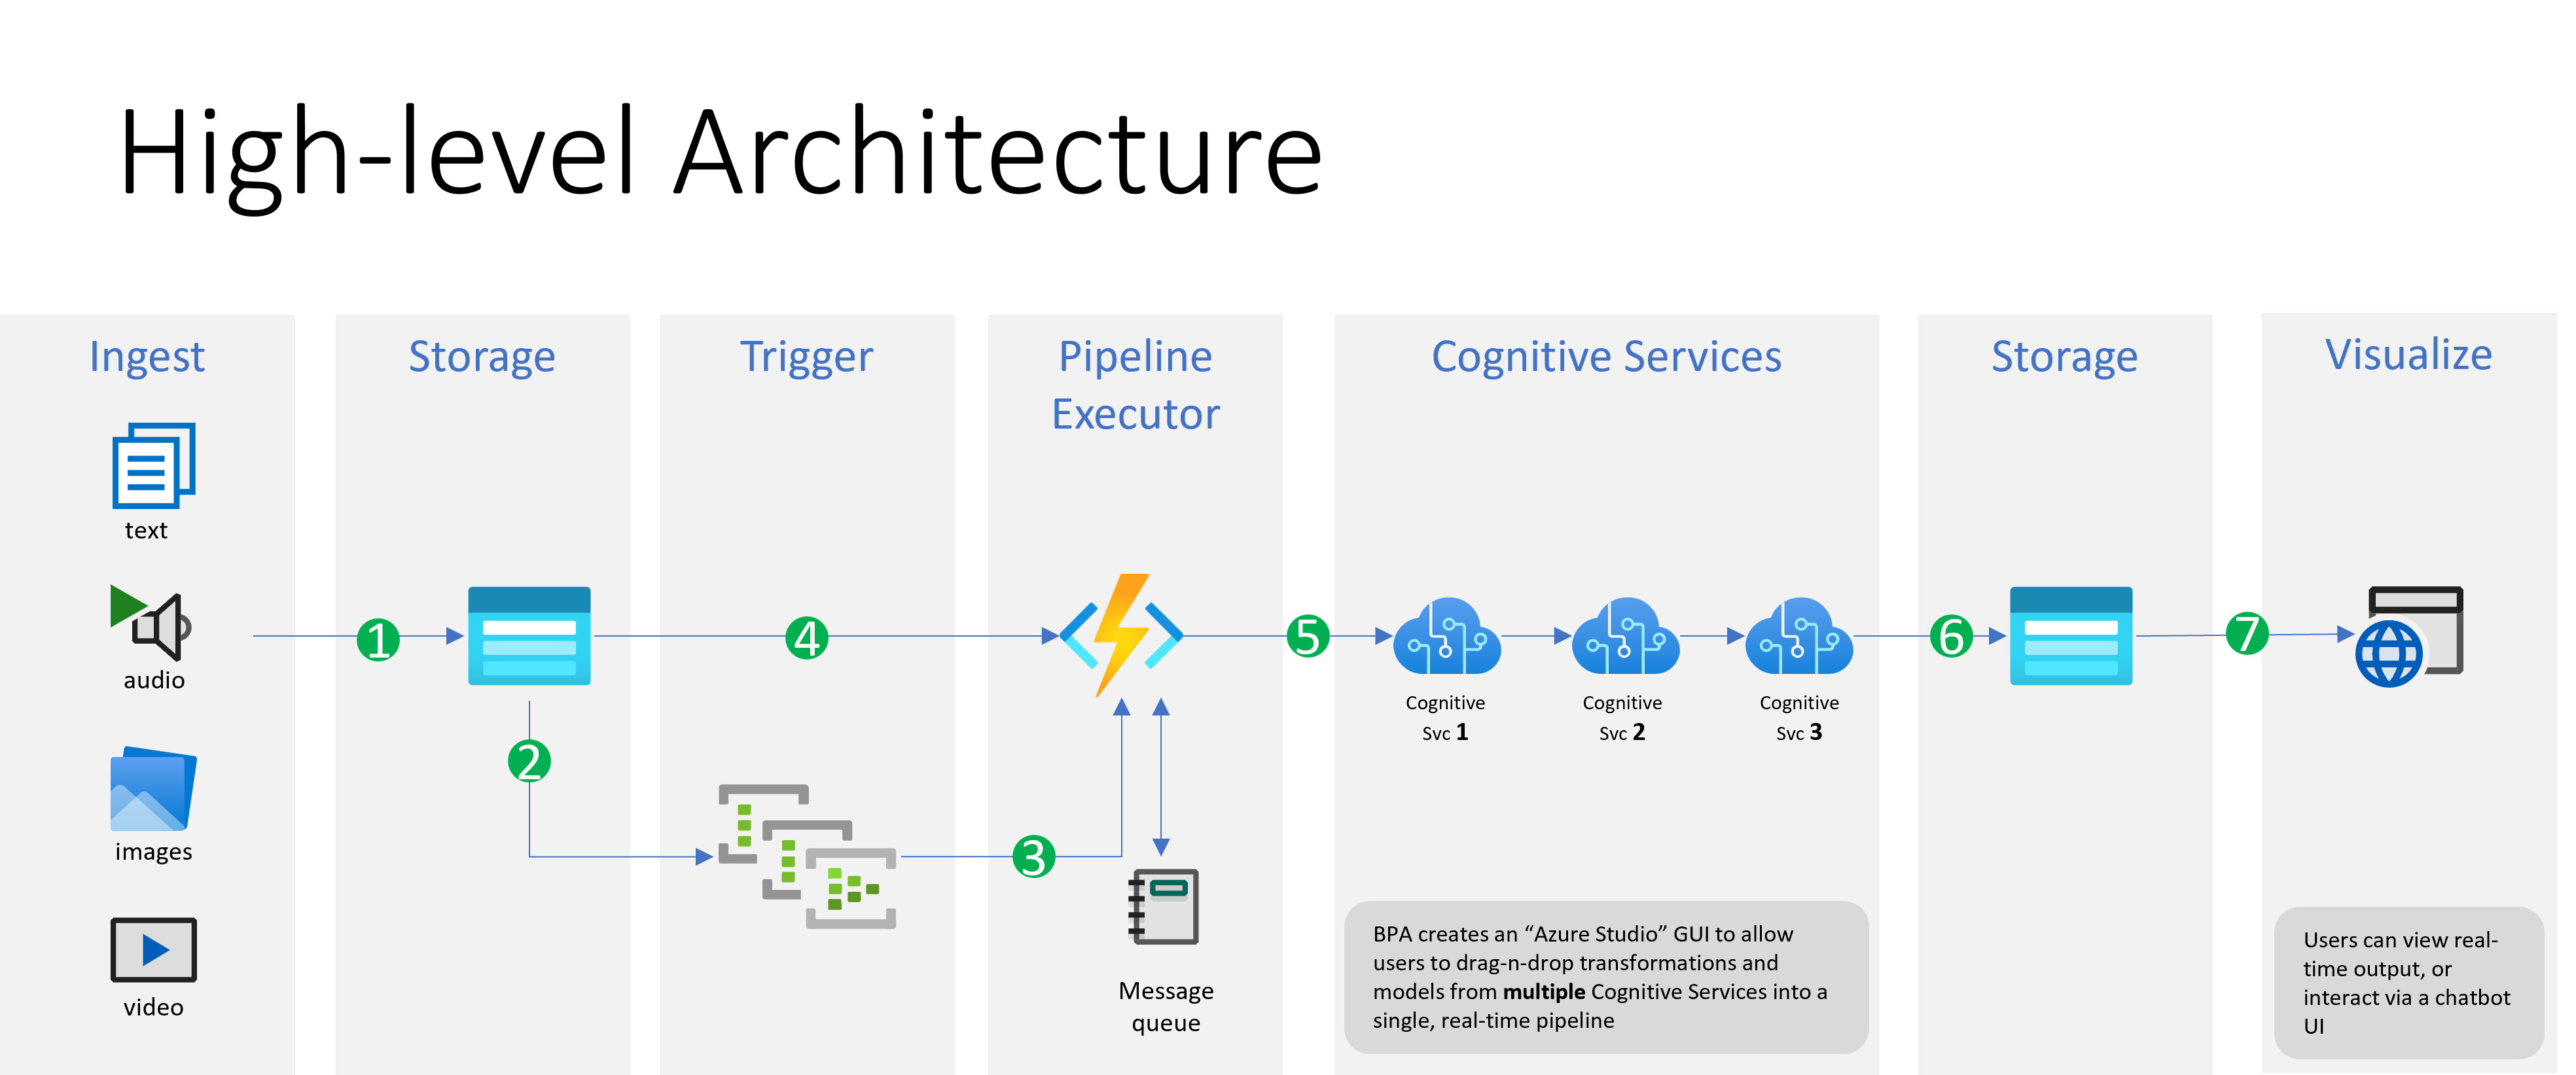 High-level Architecture
Ingest
text
audio
images
video
1
Storage
2
Trigger
4
3
Pipeline
Executor
Message
queue
5
Cognitive Services
Cognitive
Svc 1
Cognitive
Svc 2
Cognitive
Svc 3
BPA creates an “Azure Studio” GUI to allow
users to drag-n-drop transformations and
models from multiple Cognitive Services into a
single, real-time pipeline
6
Storage
7
Visualize
Users can view real-
time output, or
interact via a chatbot
UI